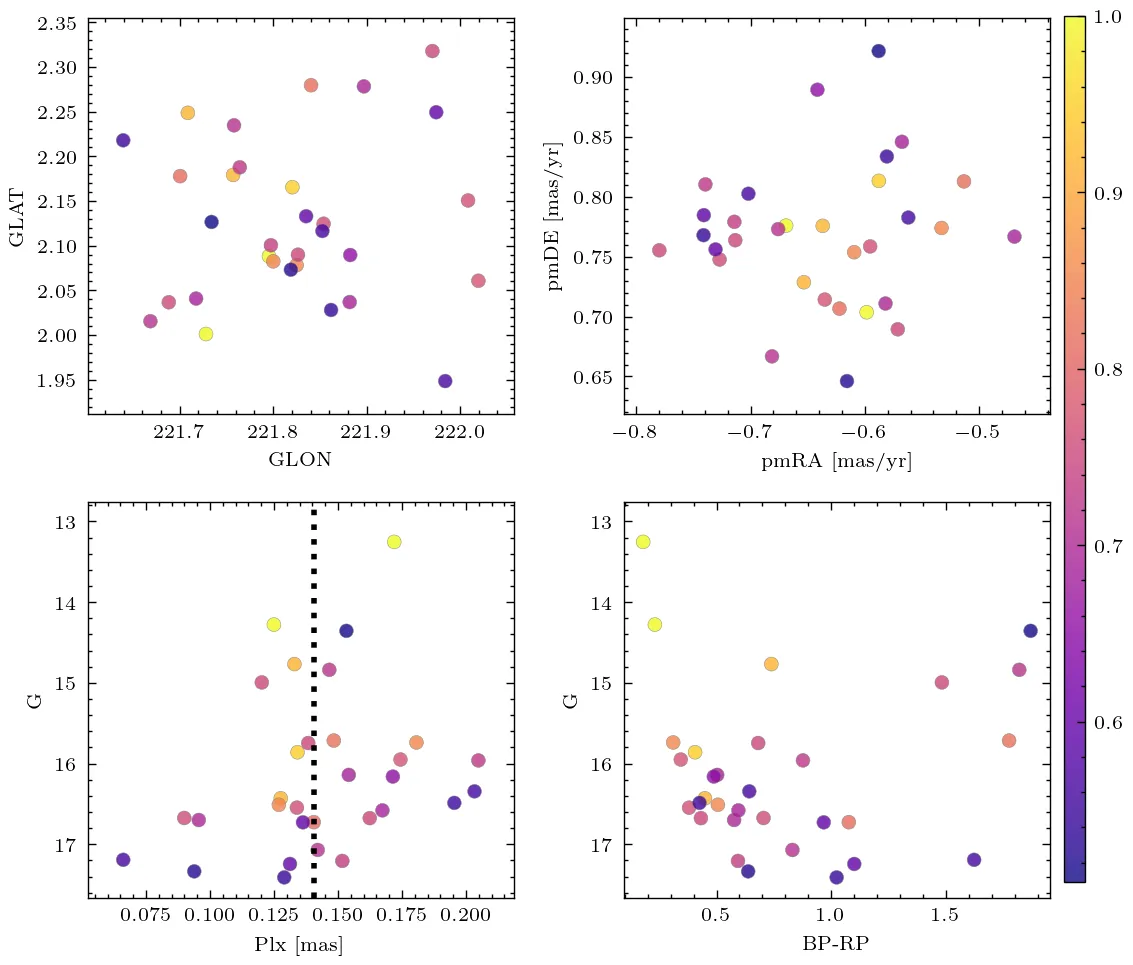 2.35
2.30
2.25
2.20
2.15
2.10
2.05
2.00
1.95
GLAT
221.7 221.8 221.9 222.0
GLON
0.90
0.85
0.80
0.75
0.70
0.65
pmDE [mas/yr]
−0.8 −0.7 −0.6 −0.5
pmRA [mas/yr]
13
14
15
16
17
G
0.075 0.100 0.125 0.150 0.175 0.200
Plx [mas]
13
14
15
16
17
G
0.5 1.0 1.5
BP-RP
1.0
0.9
0.8
0.7
0.6